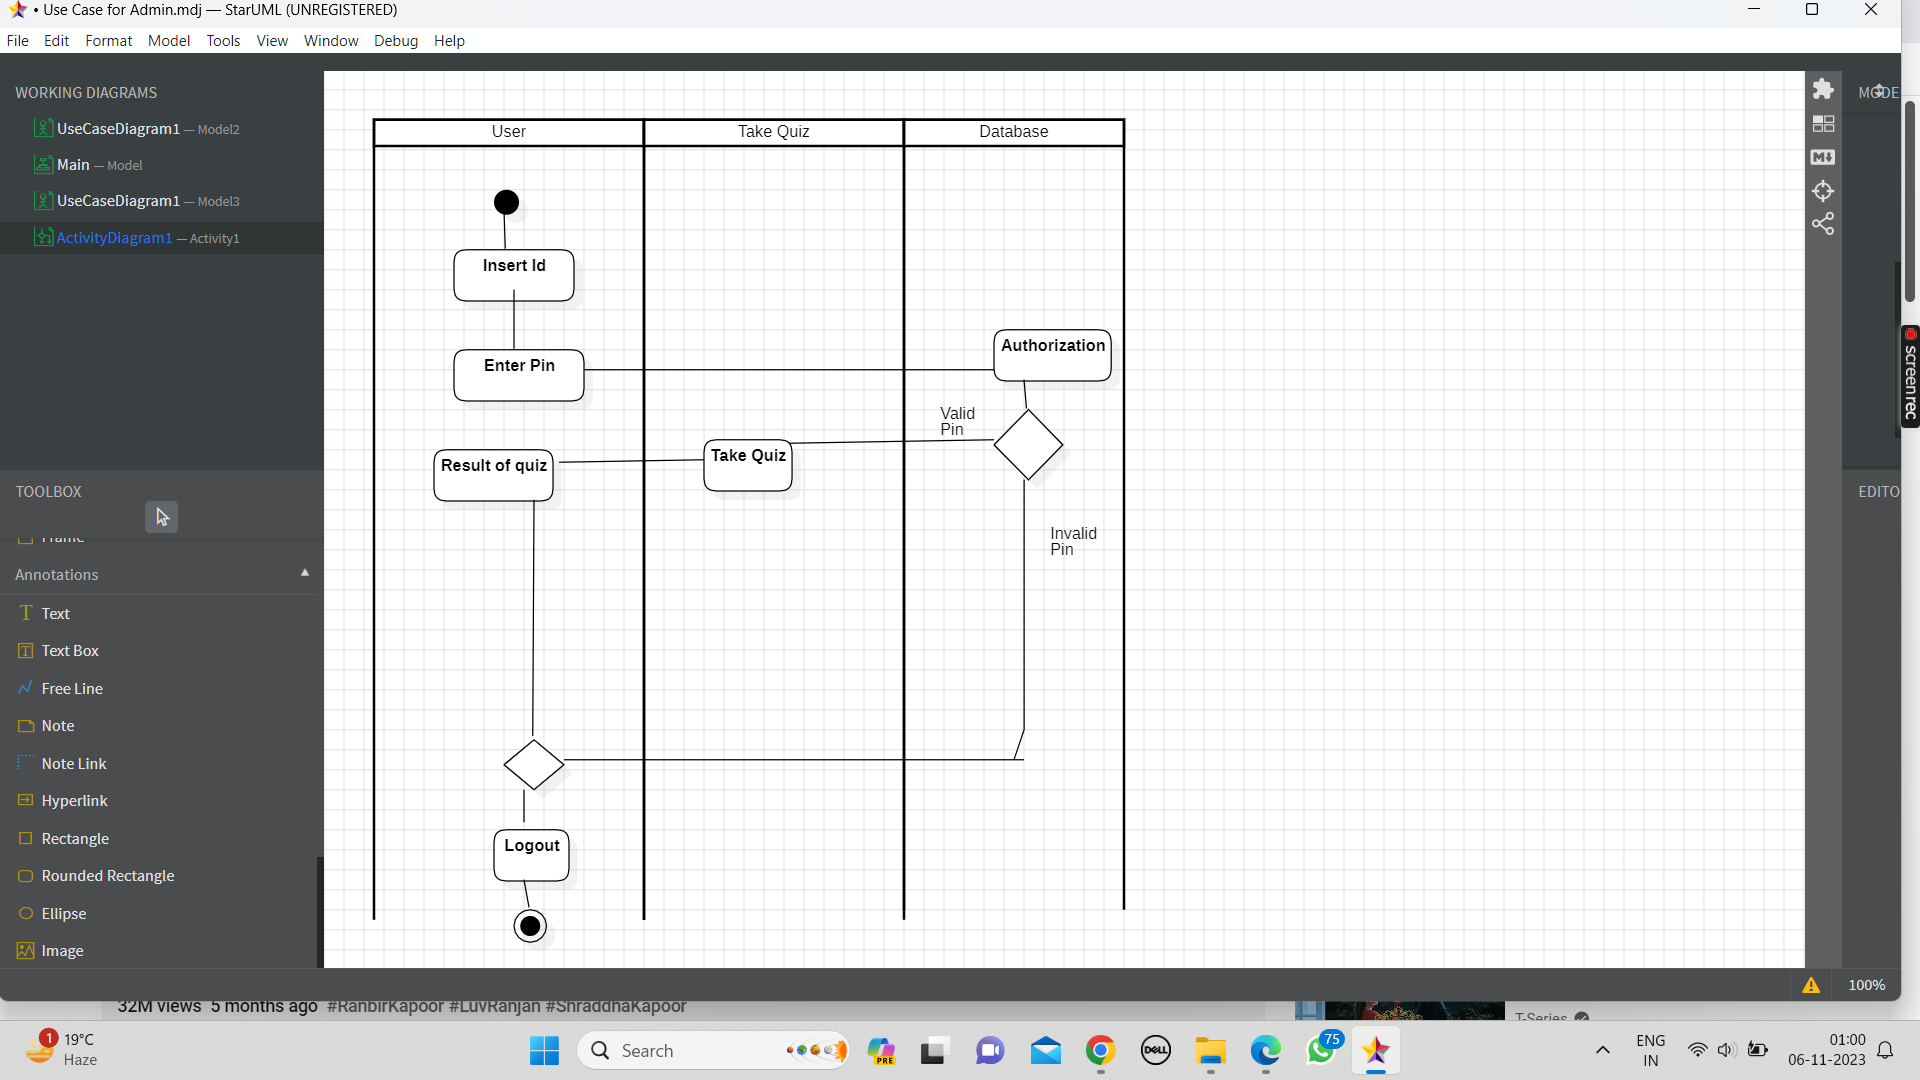 • Use Case for Admin.mdj — StarUML (UNREGISTERED)
File Edit Format Model Tools View Window Debug Help
WORKING DIAGRAMS
UseCaseDiagram1 — Model2
Main — Model
UseCaseDiagram1 — Model3
ActivityDiagram1 — Activity1
TOOLBOX
Frame
Annotations
Text
Text Box
Free Line
Note
Note Link
Hyperlink
Rectangle
Rounded Rectangle
Ellipse
Image
User
Take Quiz
Database
Insert Id
Enter Pin
Authorization
Valid
Pin
Result of quiz
Take Quiz
Invalid
Pin
Logout
MODE
EDITO
screenrec
100%
32M views 5 months ago #RanbirKapoor #LuvRanjan #ShraddhaKapoor
T-Series
1
19°C
Haze
Search
PRE
DELL
75
ENG
IN
01:00
06-11-2023